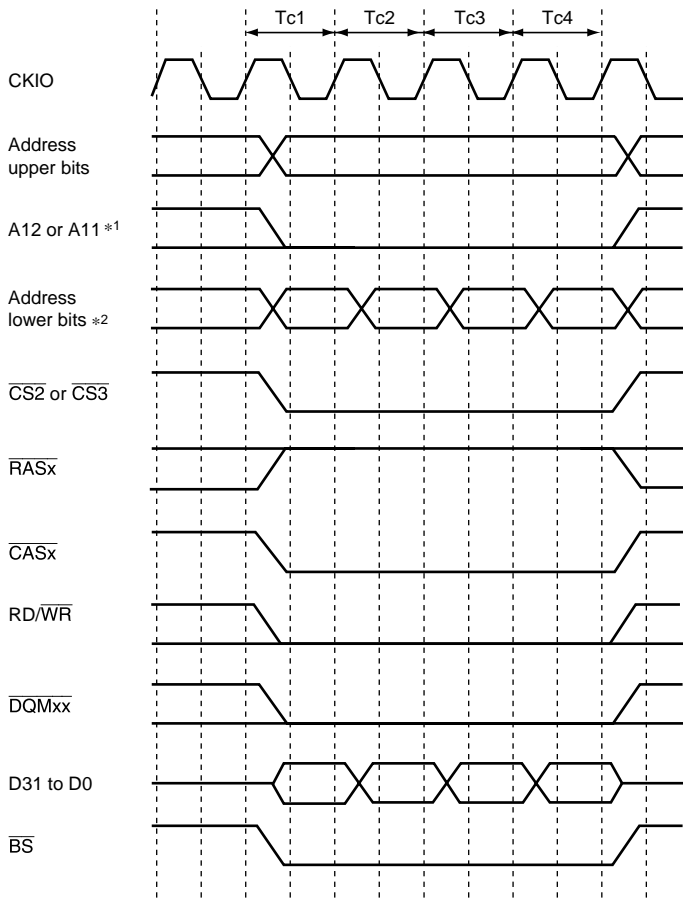 Tc1 Tc2 Tc3 Tc4
CKIO
Address
upper bits
A12 or A11 *1
Address
lower bits *2
CS2 or CS3
RASx
CASx
RD/WR
DQMxx
D31 to D0
BS